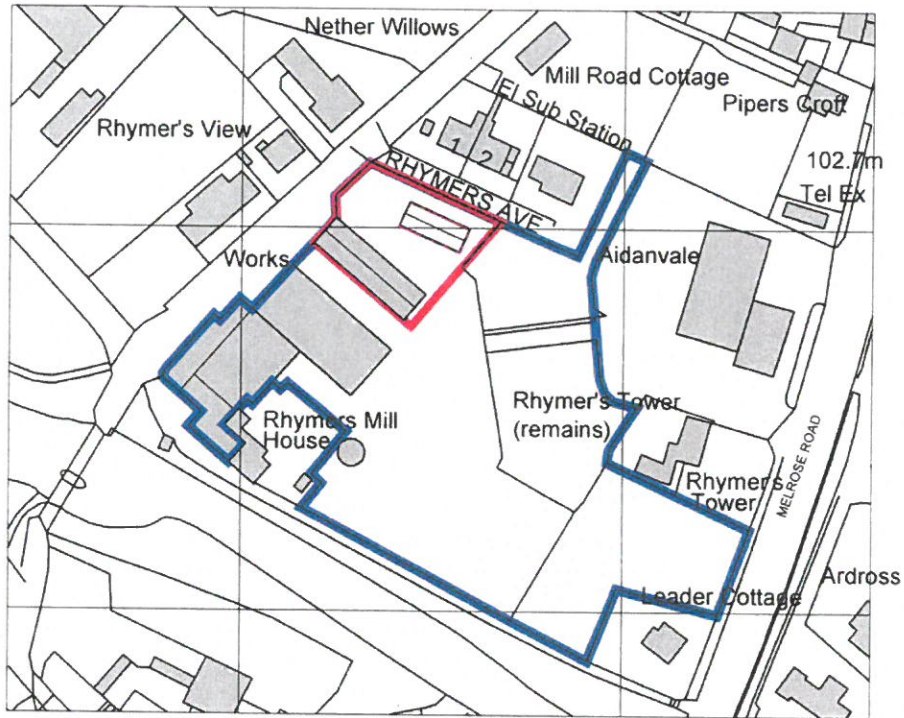 Nether Willows
Mill Road Cottage
Pipers Croft
El Sub Station
Rhymer's View
1 2
102.7m
RHYMERS AVE
Tel Ex
Works
Aidanvale
Rhymer's Tower
(remains)
Rhymers Mill
House
Rhymer's
Tower
MELROSE ROAD
Leader Cottage
Ardross